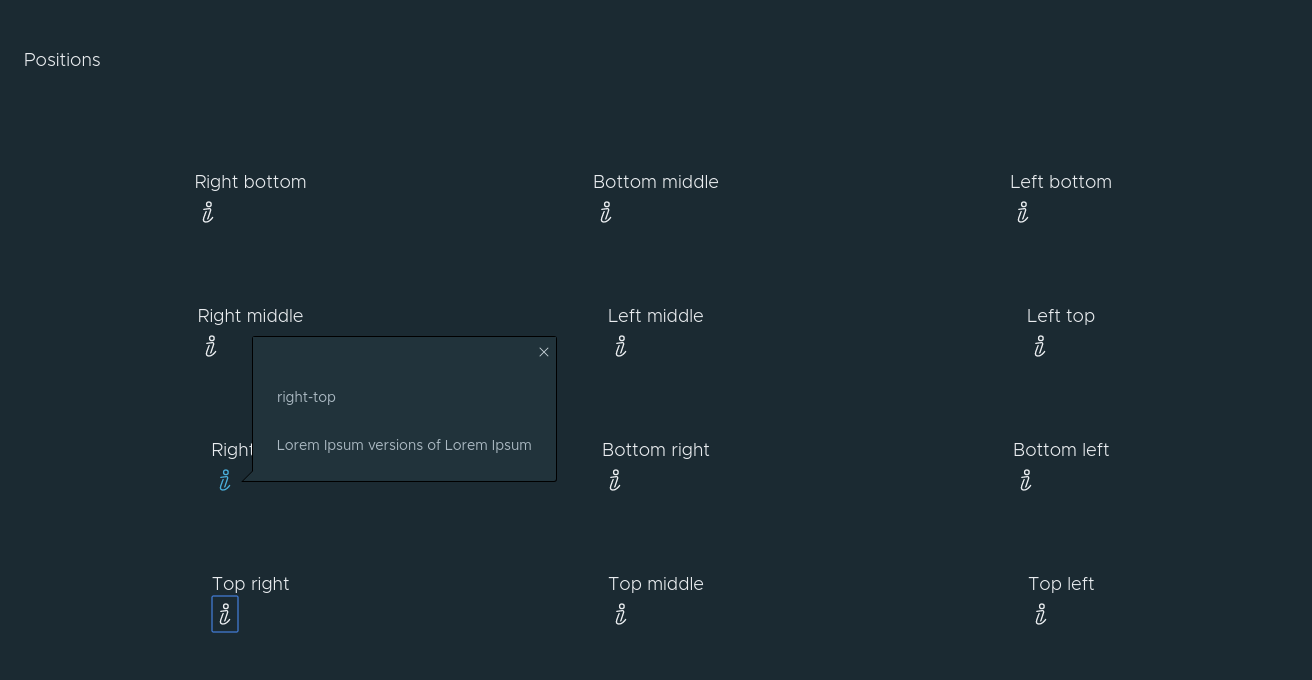 Positions
Right bottom
Bottom middle
Left bottom
Right middle
Left middle
Left top
right-top
Lorem Ipsum versions of Lorem Ipsum
Right
Bottom right
Bottom left
Top right
Top middle
Top left